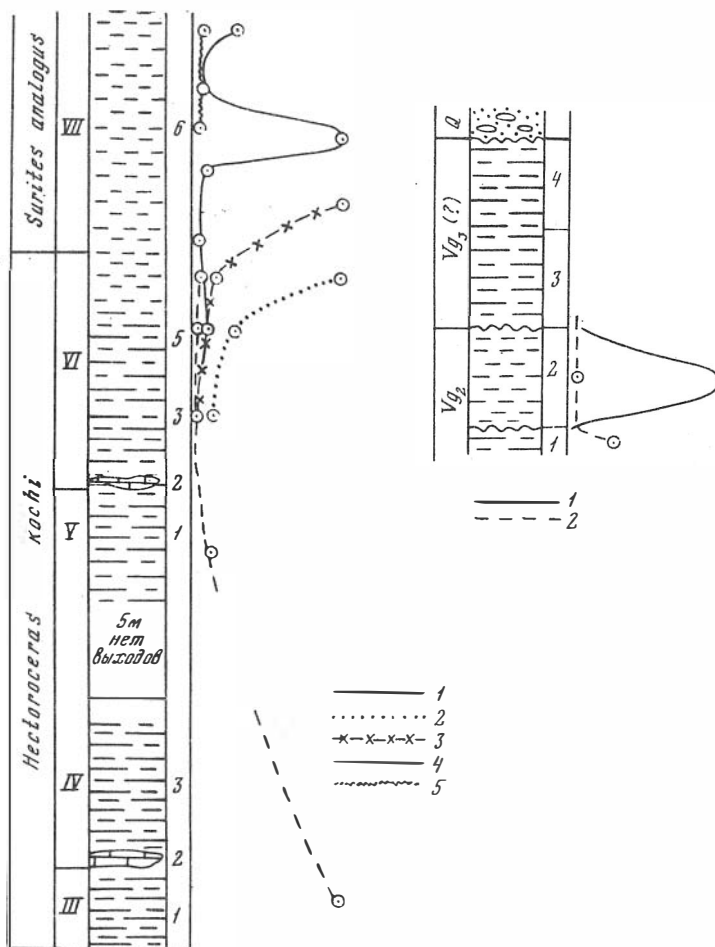 Surites analogus
VIII
6
Hectoroceras kochi
VI
5
3
2
V
1
5м
нет
выходов
IV
3
2
III
1
Q
Vg₃ (?)
4
3
Vg₂
2
1
1
2
1
2
3
4
5